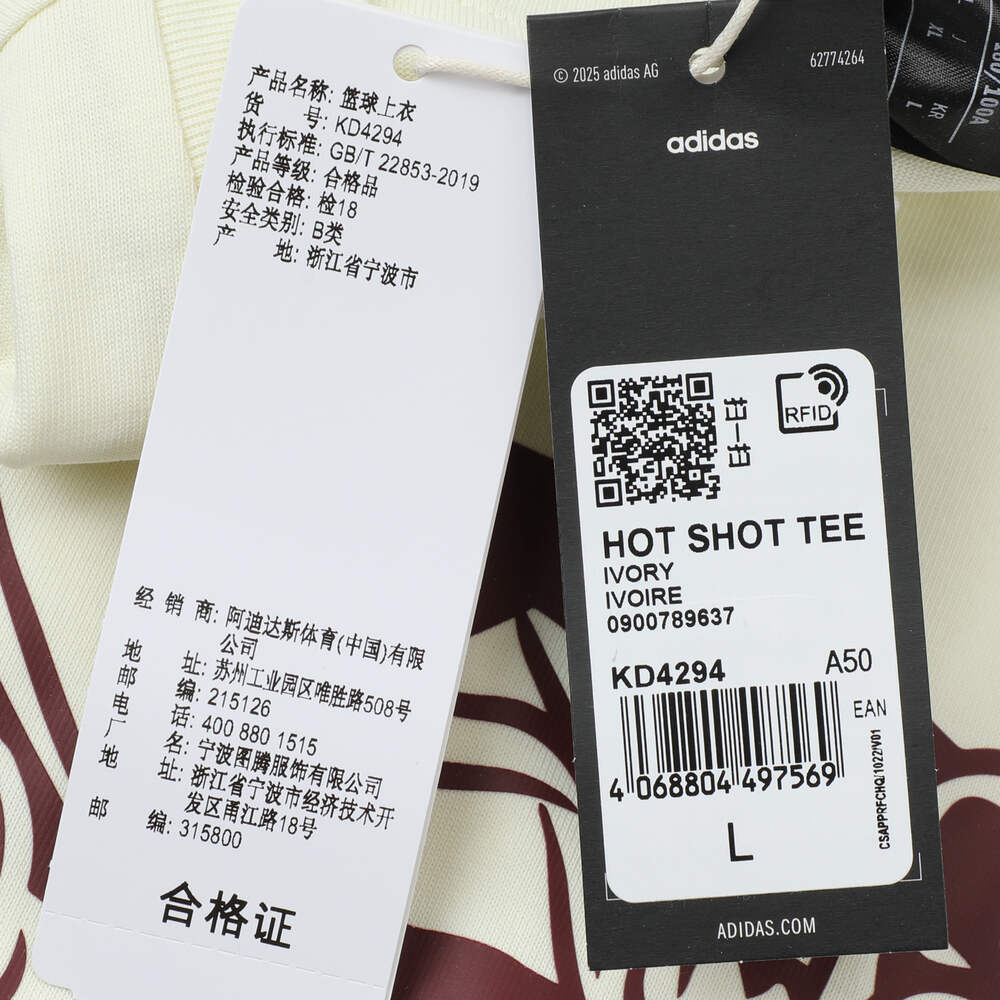 产品名称: 篮球上衣
货 号: KD4294
执行标准: GB/T 22853-2019
产品等级: 合格品
检验合格: 检18
安全类别: B类
产 地: 浙江省宁波市
经 销 商: 阿迪达斯体育(中国)有限
公司
地 址: 苏州工业园区唯胜路508号
邮 编: 215126
电 话: 400 880 1515
厂 名: 宁波图腾服饰有限公司
地 址: 浙江省宁波市经济技术开
发区甬江路18号
邮 编: 315800
合格证
© 2025 adidas AG
62774264
adidas
RFID
扫一扫
HOT SHOT TEE
IVORY
IVOIRE
0900789637
KD4294
A50
EAN
4 068804 497569
CSAPPRFCHQ/1022/V01
L
ADIDAS.COM
J
XL
KR
L
/100A